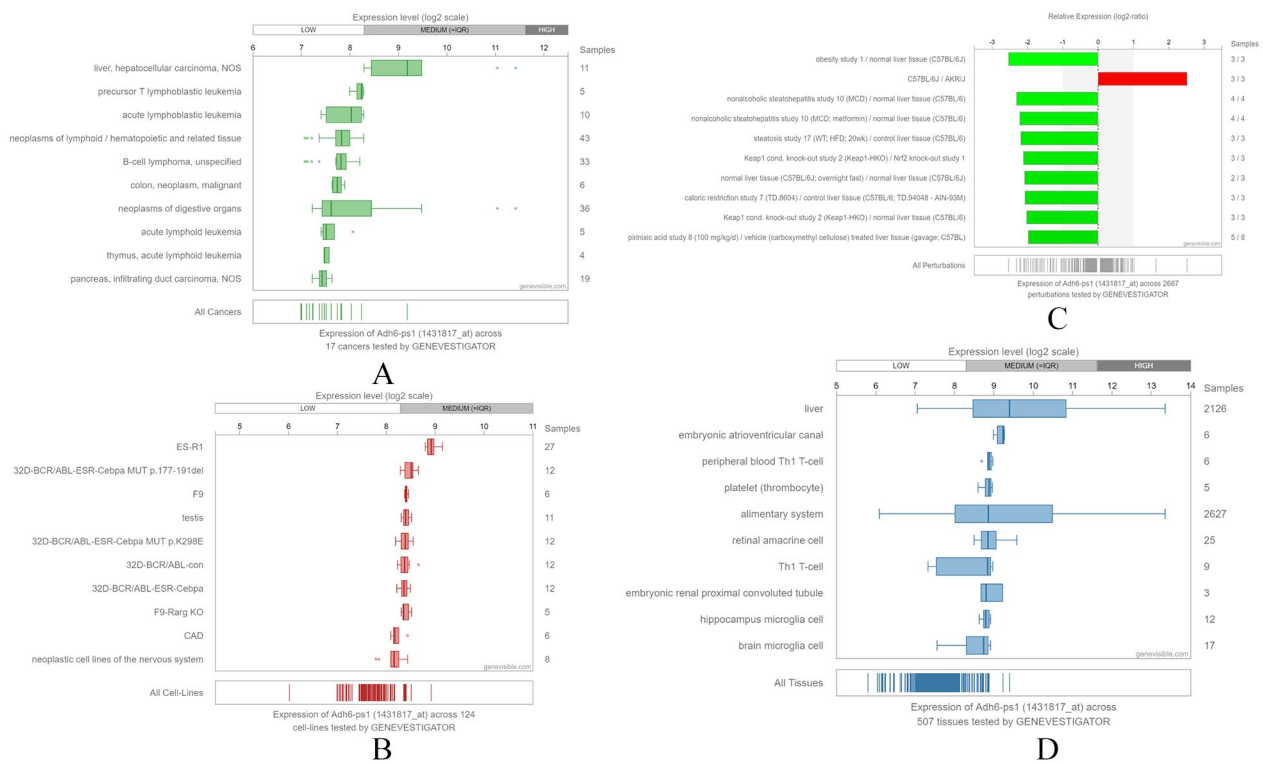 Expression level (log2 scale)
LOW MEDIUM (=IQR) HIGH
6 7 8 9 10 11 12
Samples
liver, hepatocellular carcinoma, NOS 11
precursor T lymphoblastic leukemia 5
acute lymphoblastic leukemia 10
neoplasms of lymphoid / hematopoietic and related tissue 43
B-cell lymphoma, unspecified 33
colon, neoplasm, malignant 6
neoplasms of digestive organs 36
acute lymphoid leukemia 5
thymus, acute lymphoid leukemia 4
pancreas, infiltrating duct carcinoma, NOS 19
genevisible.com
All Cancers
Expression of Adh6-ps1 (1431817_at) across
17 cancers tested by GENEVESTIGATOR
A
Expression level (log2 scale)
LOW MEDIUM (=IQR)
5 6 7 8 9 10 11
Samples
ES-R1 27
32D-BCR/ABL-ESR-Cebpa MUT p.177-191del 12
F9 6
testis 11
32D-BCR/ABL-ESR-Cebpa MUT p.K298E 12
32D-BCR/ABL-con 12
32D-BCR/ABL-ESR-Cebpa 12
F9-Rarg KO 5
CAD 6
neoplastic cell lines of the nervous system 8
genevisible.com
All Cell-Lines
Expression of Adh6-ps1 (1431817_at) across 124
cell-lines tested by GENEVESTIGATOR
B
Relative Expression (log2-ratio)
-3 -2 -1 0 1 2 3
Samples
obesity study 1 / normal liver tissue (C57BL/6J) 3 / 3
C57BL/6J / AKR/J 3 / 3
nonalcoholic steatohepatitis study 10 (MCD) / normal liver tissue (C57BL/6) 4 / 4
nonalcoholic steatohepatitis study 10 (MCD; metformin) / normal liver tissue (C57BL/6) 4 / 4
steatosis study 17 (WT; HFD; 20wk) / control liver tissue (C57BL/6) 3 / 3
Keap1 cond. knock-out study 2 (Keap1-HKO) / Nrf2 knock-out study 1 3 / 3
normal liver tissue (C57BL/6J; overnight fast) / normal liver tissue (C57BL/6J) 2 / 3
caloric restriction study 7 (TD.8604) / control liver tissue (C57BL/6; TD.94048 - AIN-93M) 3 / 3
Keap1 cond. knock-out study 2 (Keap1-HKO) / normal liver tissue (C57BL/6) 3 / 3
pirinixic acid study 8 (100 mg/kg/d) / vehicle (carboxymethyl cellulose) treated liver tissue (gavage; C57BL) 5 / 8
genevisible.com
All Perturbations
Expression of Adh6-ps1 (1431817_at) across 2667
perturbations tested by GENEVESTIGATOR
C
Expression level (log2 scale)
LOW MEDIUM (=IQR) HIGH
5 6 7 8 9 10 11 12 13 14
Samples
liver 2126
embryonic atrioventricular canal 6
peripheral blood Th1 T-cell 6
platelet (thrombocyte) 5
alimentary system 2627
retinal amacrine cell 25
Th1 T-cell 9
embryonic renal proximal convoluted tubule 3
hippocampus microglia cell 12
brain microglia cell 17
genevisible.com
All Tissues
Expression of Adh6-ps1 (1431817_at) across
507 tissues tested by GENEVESTIGATOR
D